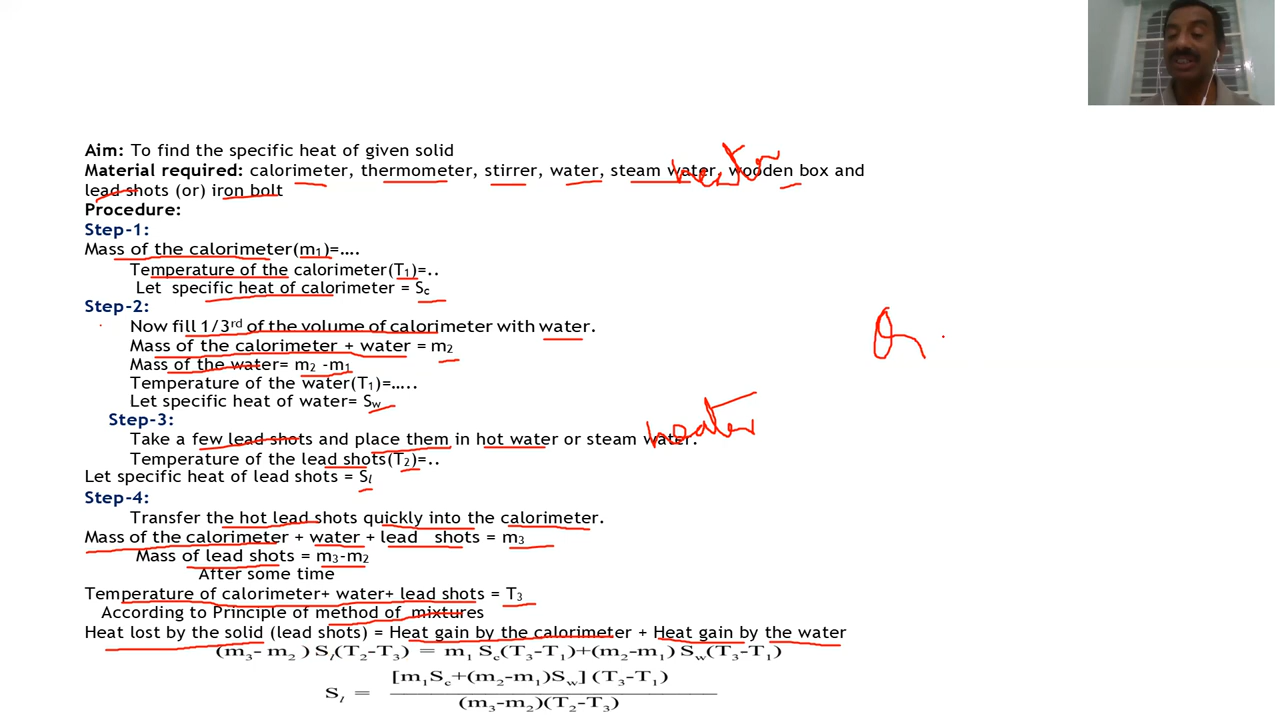 Aim: To find the specific heat of given solid
Material required: calorimeter, thermometer, stirrer, water, steam water, wooden box and
heater
lead shots (or) iron bolt
Procedure:
Step-1:
Mass of the calorimeter(m₁)=....
Temperature of the calorimeter(T₁)=..
Let specific heat of calorimeter = S꜀
Step-2:
Now fill 1/3ʳᵈ of the volume of calorimeter with water.
Mass of the calorimeter + water = m₂
Mass of the water= m₂ -m₁
Temperature of the water(T₁)=.....
Let specific heat of water= Sw
Step-3:
Take a few lead shots and place them in hot water or steam water.
heater
Temperature of the lead shots(T₂)=..
Let specific heat of lead shots = Sₗ
Step-4:
Transfer the hot lead shots quickly into the calorimeter.
Mass of the calorimeter + water + lead shots = m₃
Mass of lead shots = m₃-m₂
After some time
Temperature of calorimeter+ water+ lead shots = T₃
According to Principle of method of mixtures
Heat lost by the solid (lead shots) = Heat gain by the calorimeter + Heat gain by the water
(m₃- m₂ ) Sₗ(T₂-T₃) = m₁ S꜀(T₃-T₁)+(m₂-m₁) Sw(T₃-T₁)
Sₗ = [m₁S꜀+(m₂-m₁)Sw] (T₃-T₁)
(m₃-m₂)(T₂-T₃)